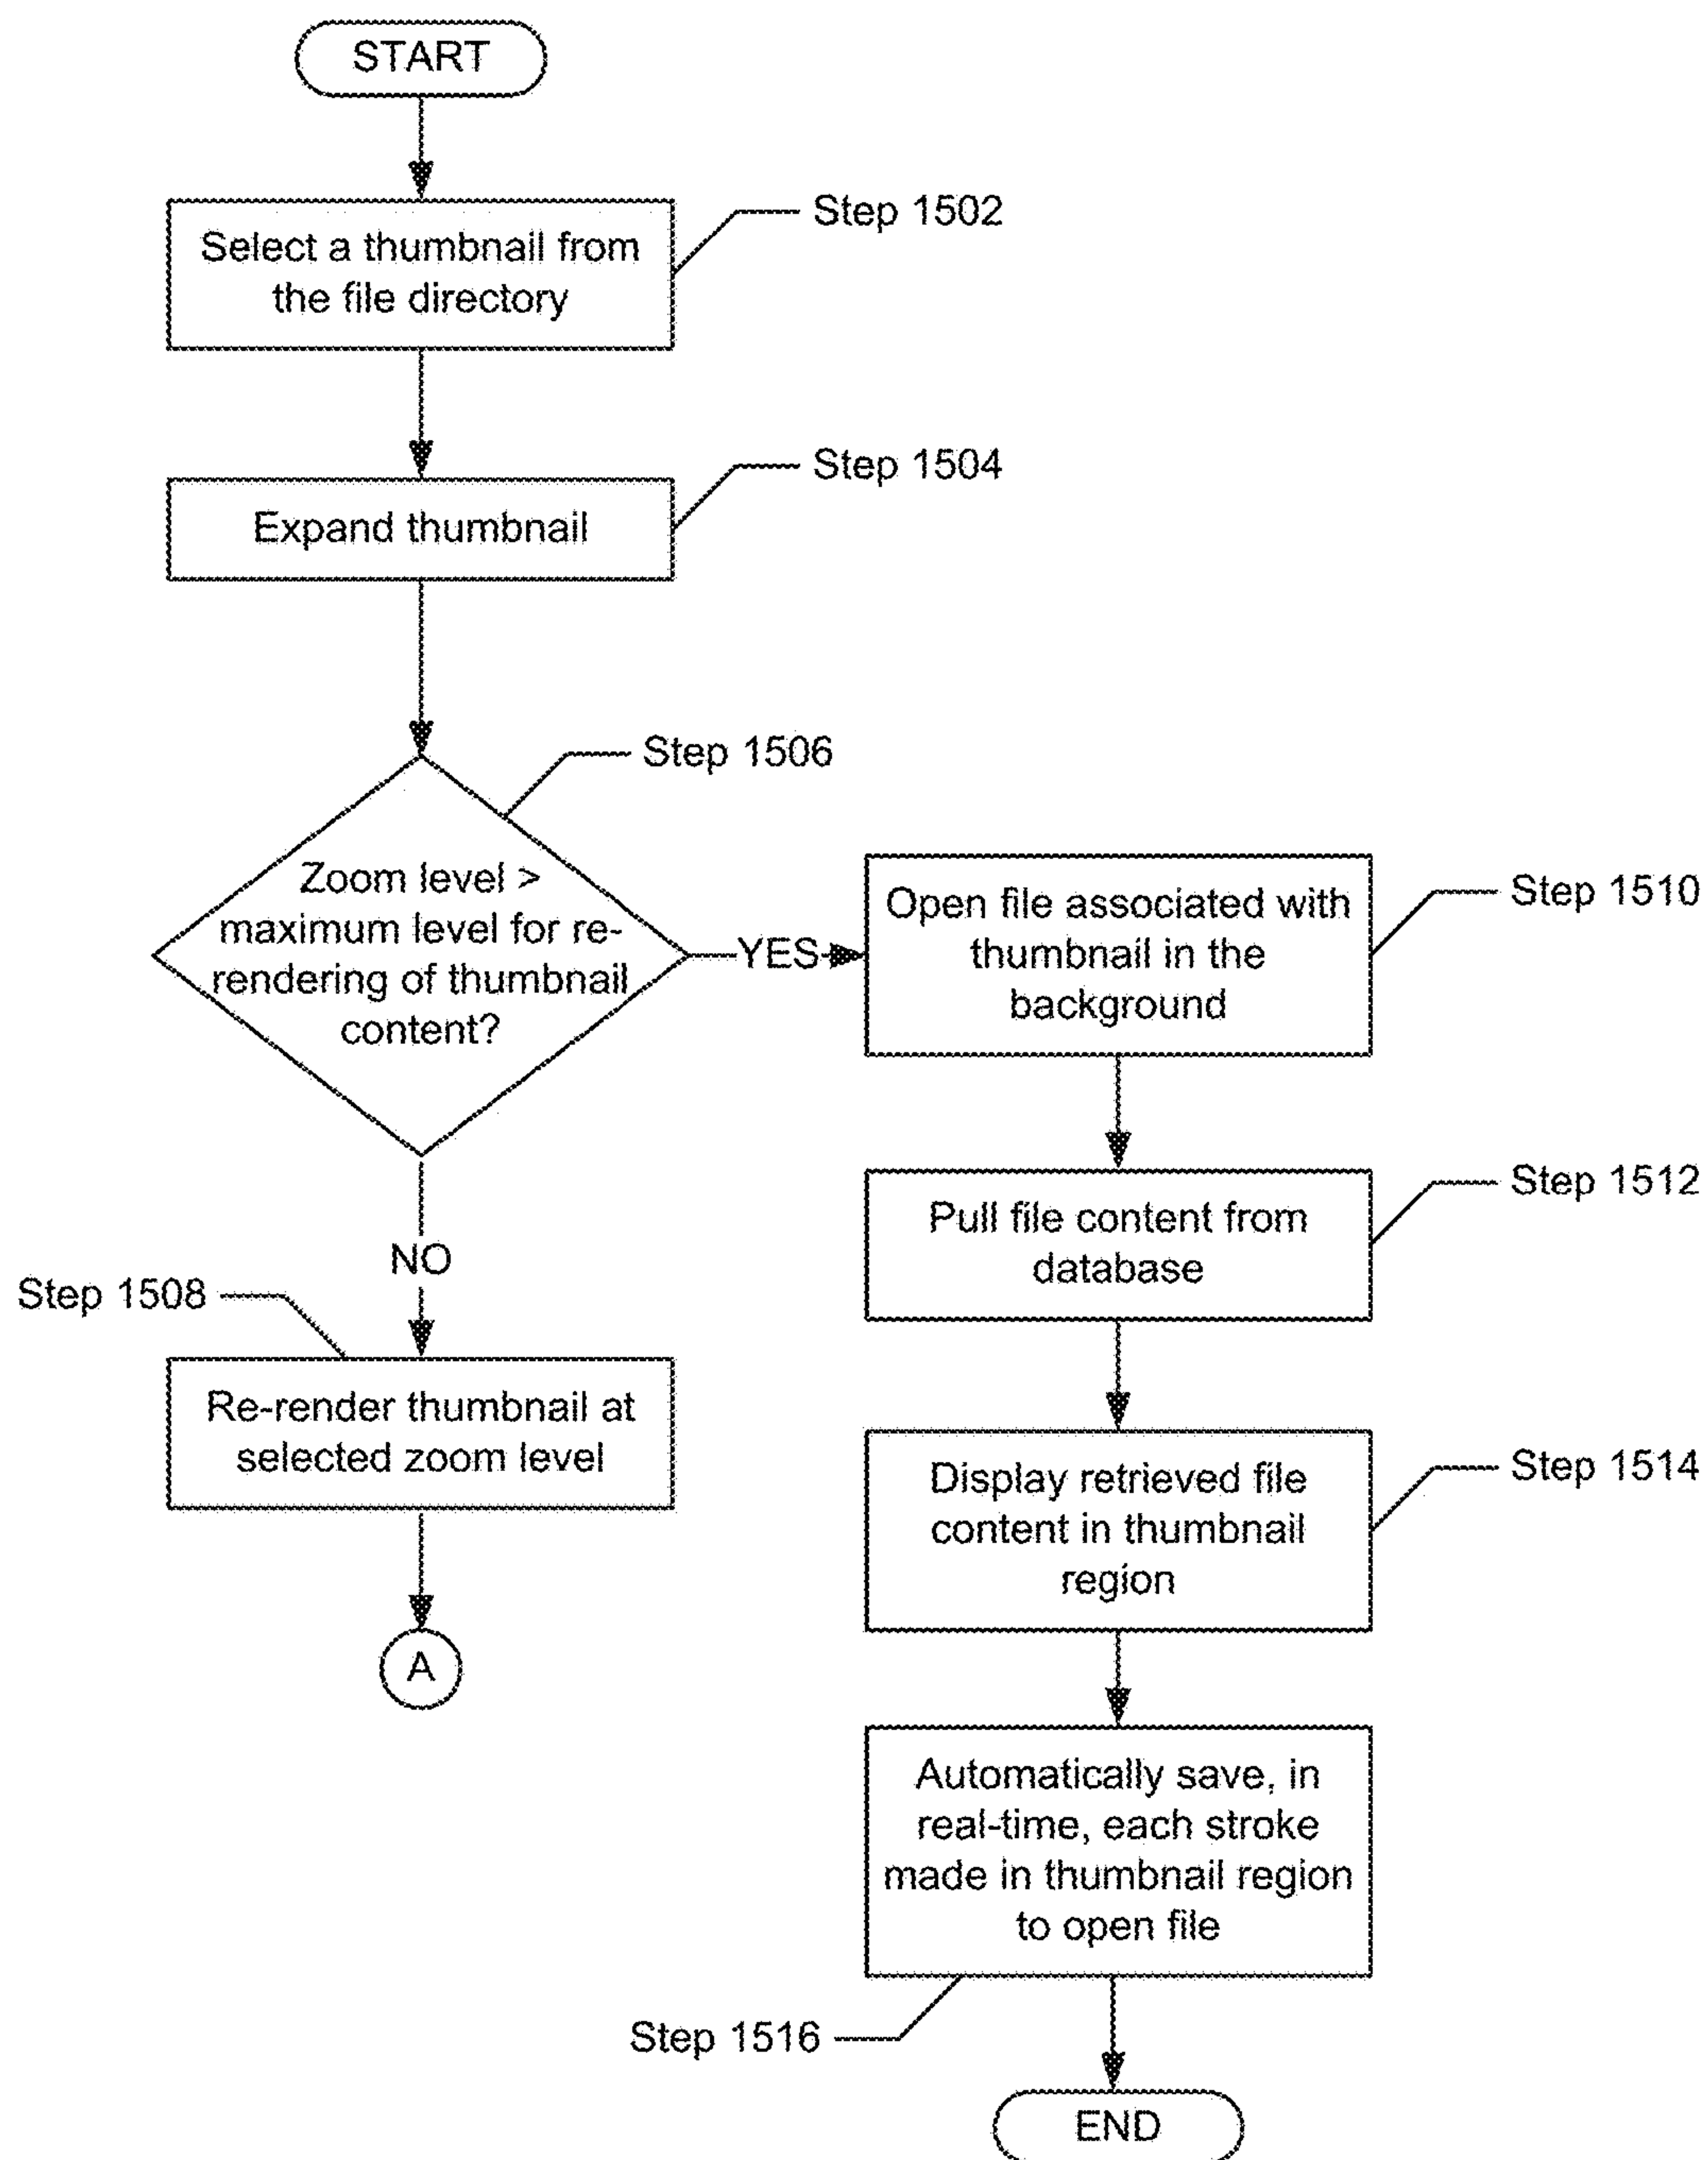 START
Select a thumbnail from
the file directory
Step 1502
Expand thumbnail
Step 1504
Step 1506
Zoom level >
maximum level for re-
rendering of thumbnail
content?
YES
Open file associated with
thumbnail in the
background
Step 1510
Pull file content from
database
Step 1512
NO
Step 1508
Re-render thumbnail at
selected zoom level
A
Display retrieved file
content in thumbnail
region
Step 1514
Automatically save, in
real-time, each stroke
made in thumbnail region
to open file
Step 1516
END